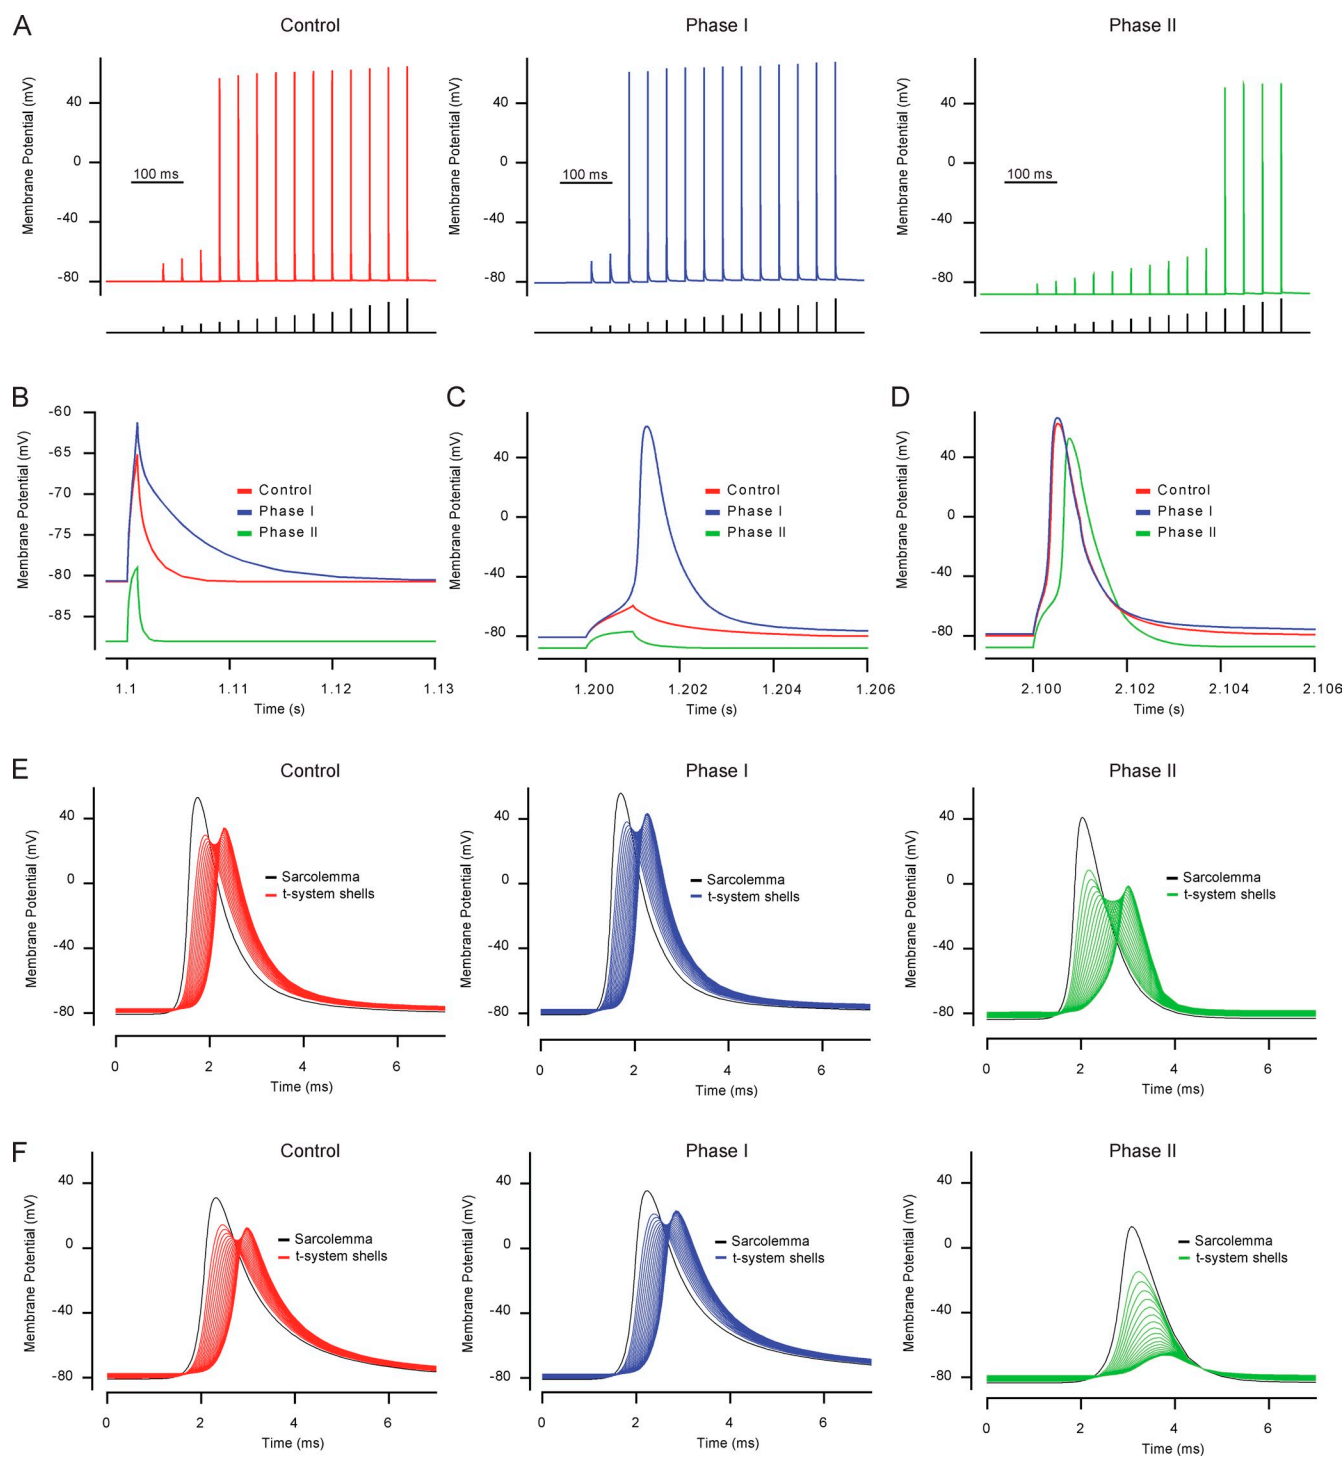 A
Control
Phase I
Phase II
Membrane Potential (mV)
40
0
-40
-80
100 ms
Membrane Potential (mV)
40
0
-40
-80
100 ms
Membrane Potential (mV)
40
0
-40
-80
100 ms
B
Membrane Potential (mV)
-60
-65
-70
-75
-80
-85
Control
Phase I
Phase II
1.1
1.11
1.12
1.13
Time (s)
C
Membrane Potential (mV)
40
0
-40
-80
Control
Phase I
Phase II
1.200
1.202
1.204
1.206
Time (s)
D
Membrane Potential (mV)
40
0
-40
-80
Control
Phase I
Phase II
2.100
2.102
2.104
2.106
Time (s)
E
Control
Phase I
Phase II
Membrane Potential (mV)
40
0
-40
-80
Sarcolemma
t-system shells
0
2
4
6
Time (ms)
Membrane Potential (mV)
40
0
-40
-80
Sarcolemma
t-system shells
0
2
4
6
Time (ms)
Membrane Potential (mV)
40
0
-40
-80
Sarcolemma
t-system shells
0
2
4
6
Time (ms)
F
Control
Phase I
Phase II
Membrane Potential (mV)
40
0
-40
-80
Sarcolemma
t-system shells
0
2
4
6
Time (ms)
Membrane Potential (mV)
40
0
-40
-80
Sarcolemma
t-system shells
0
2
4
6
Time (ms)
Membrane Potential (mV)
40
0
-40
-80
Sarcolemma
t-system shells
0
2
4
6
Time (ms)